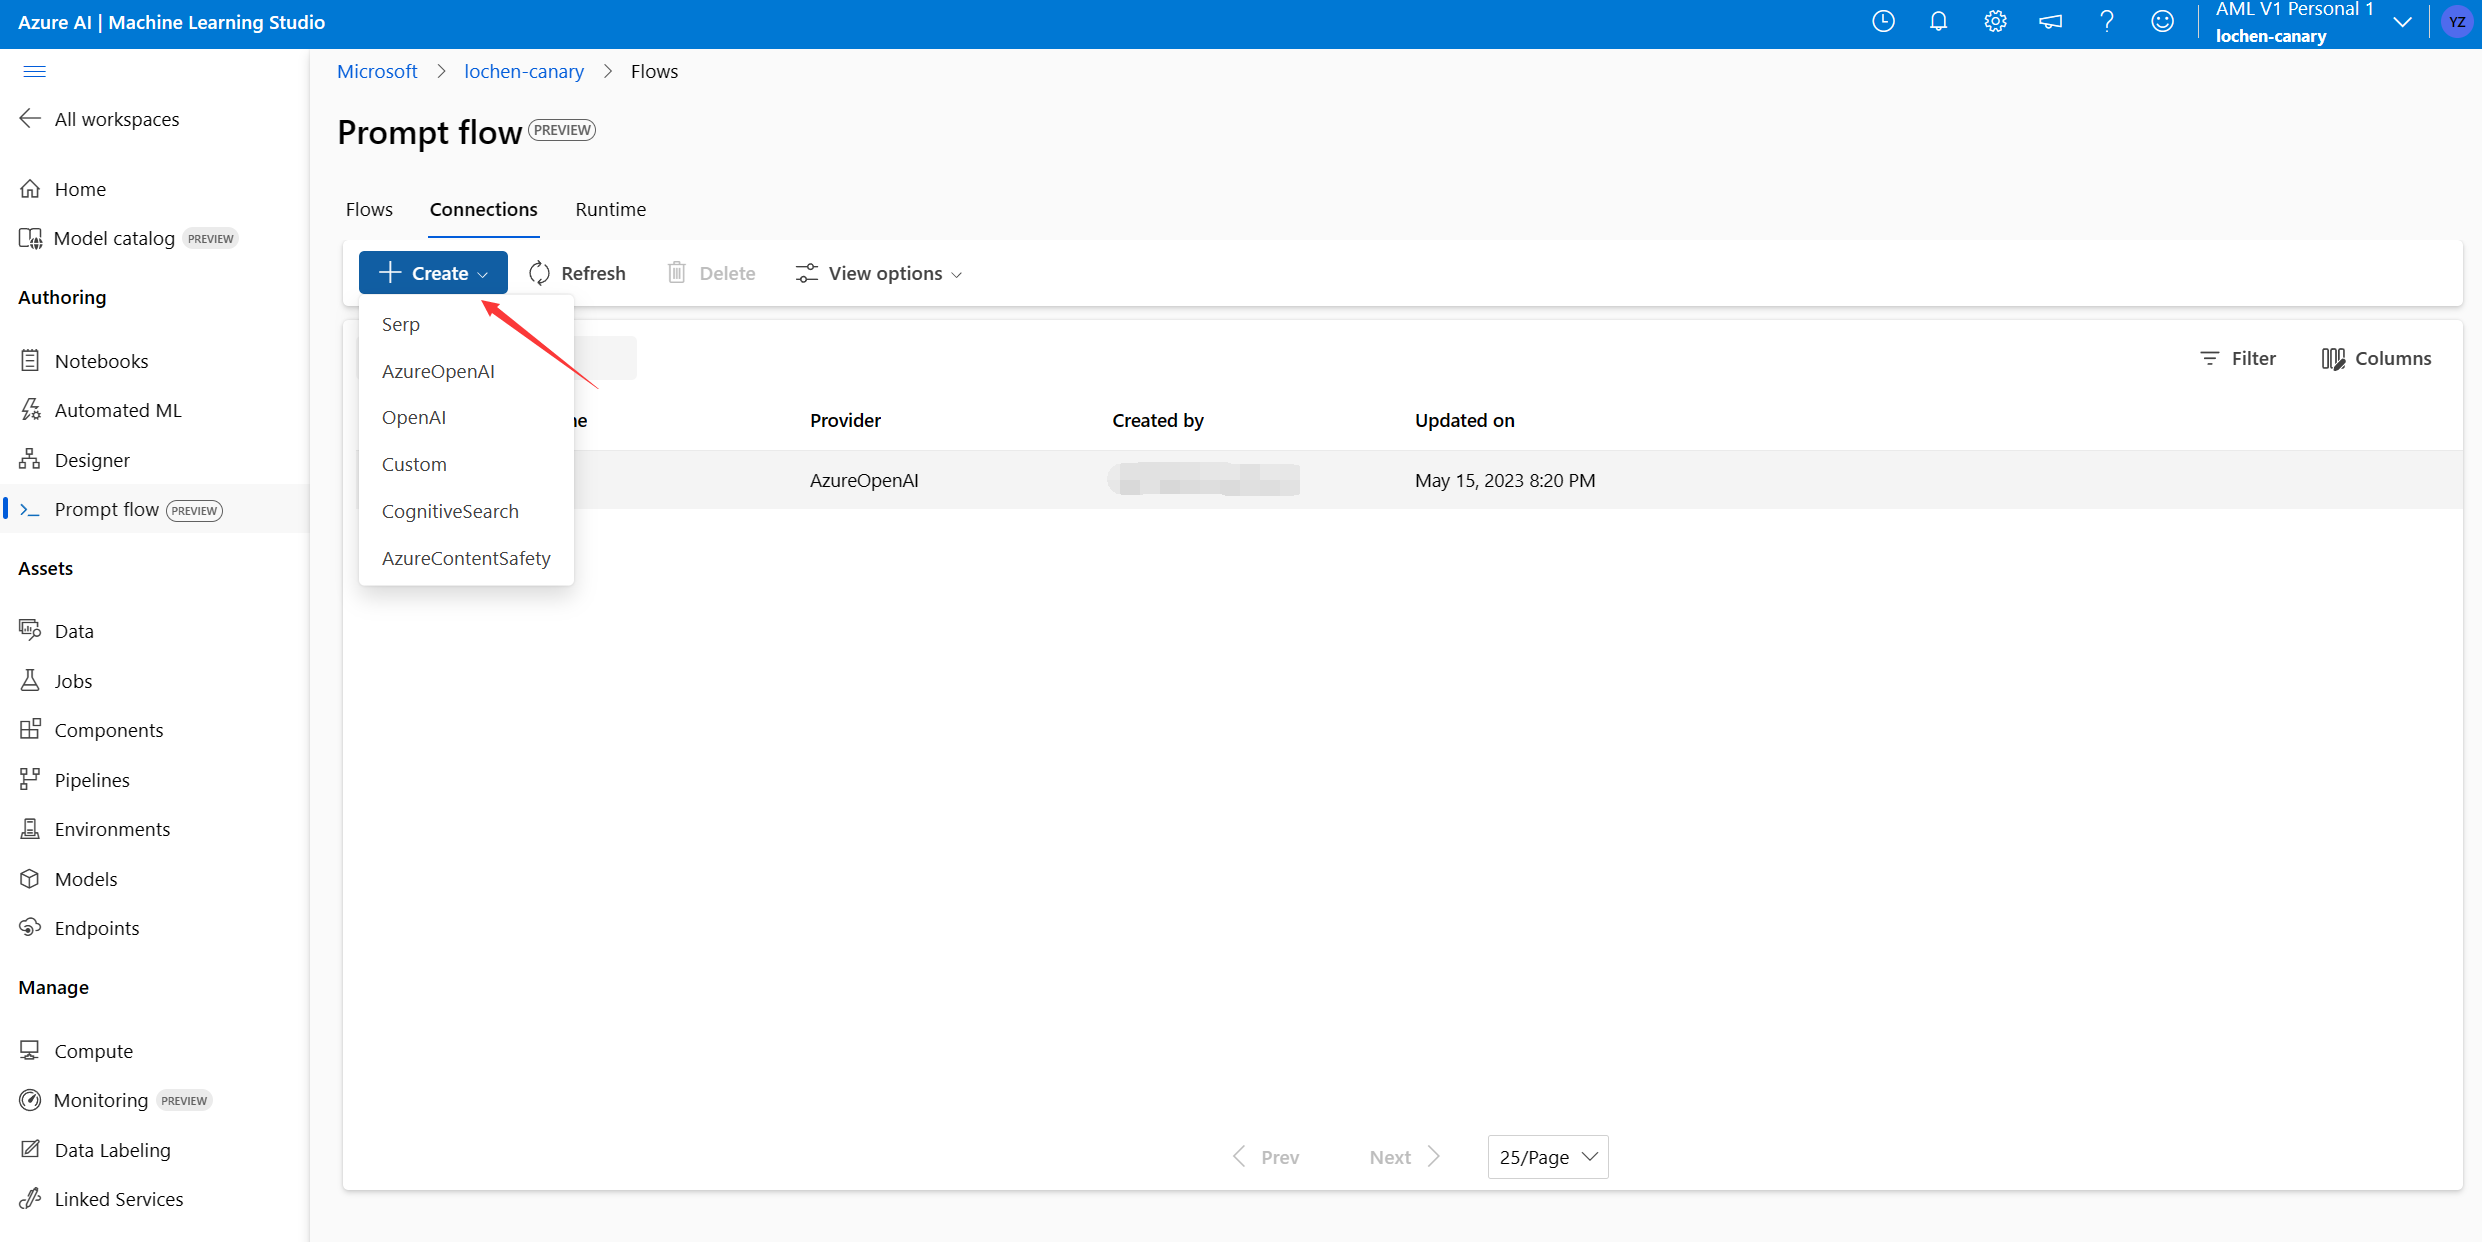 Azure AI | Machine Learning Studio
AML V1 Personal 1
lochen-canary
YZ
All workspaces
Home
Model catalog PREVIEW
Authoring
Notebooks
Automated ML
Designer
Prompt flow PREVIEW
Assets
Data
Jobs
Components
Pipelines
Environments
Models
Endpoints
Manage
Compute
Monitoring PREVIEW
Data Labeling
Linked Services
Microsoft > lochen-canary > Flows
Prompt flow PREVIEW
Flows Connections Runtime
Create Refresh Delete View options
Serp
AzureOpenAI
OpenAI
Custom
CognitiveSearch
AzureContentSafety
Filter Columns
Provider Created by Updated on
AzureOpenAI May 15, 2023 8:20 PM
Prev Next 25/Page